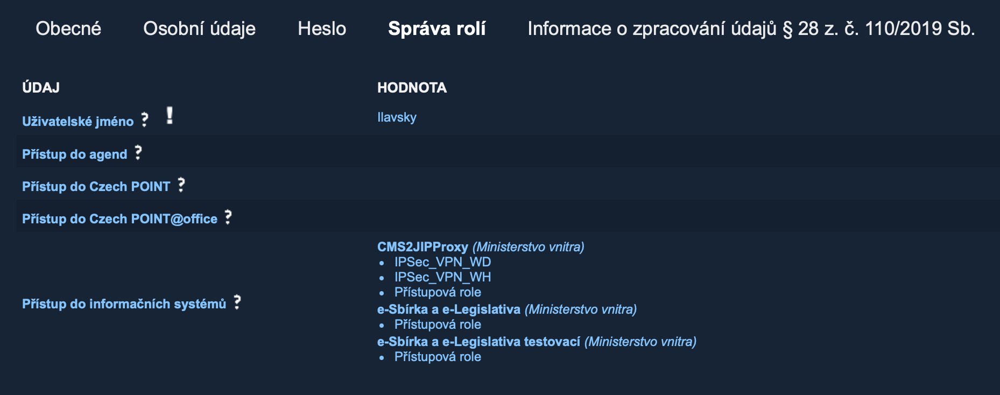 Obecné Osobní údaje Heslo Správa rolí Informace o zpracování údajů § 28 z. č. 110/2019 Sb.
ÚDAJ HODNOTA
Uživatelské jméno ? ! Ilavsky
Přístup do agend ?
Přístup do Czech POINT ?
Přístup do Czech POINT@office ?
Přístup do informačních systémů ?
CMS2JIPProxy (Ministerstvo vnitra)
• IPSec_VPN_WD
• IPSec_VPN_WH
• Přístupová role
e-Sbírka a e-Legislativa (Ministerstvo vnitra)
• Přístupová role
e-Sbírka a e-Legislativa testovací (Ministerstvo vnitra)
• Přístupová role